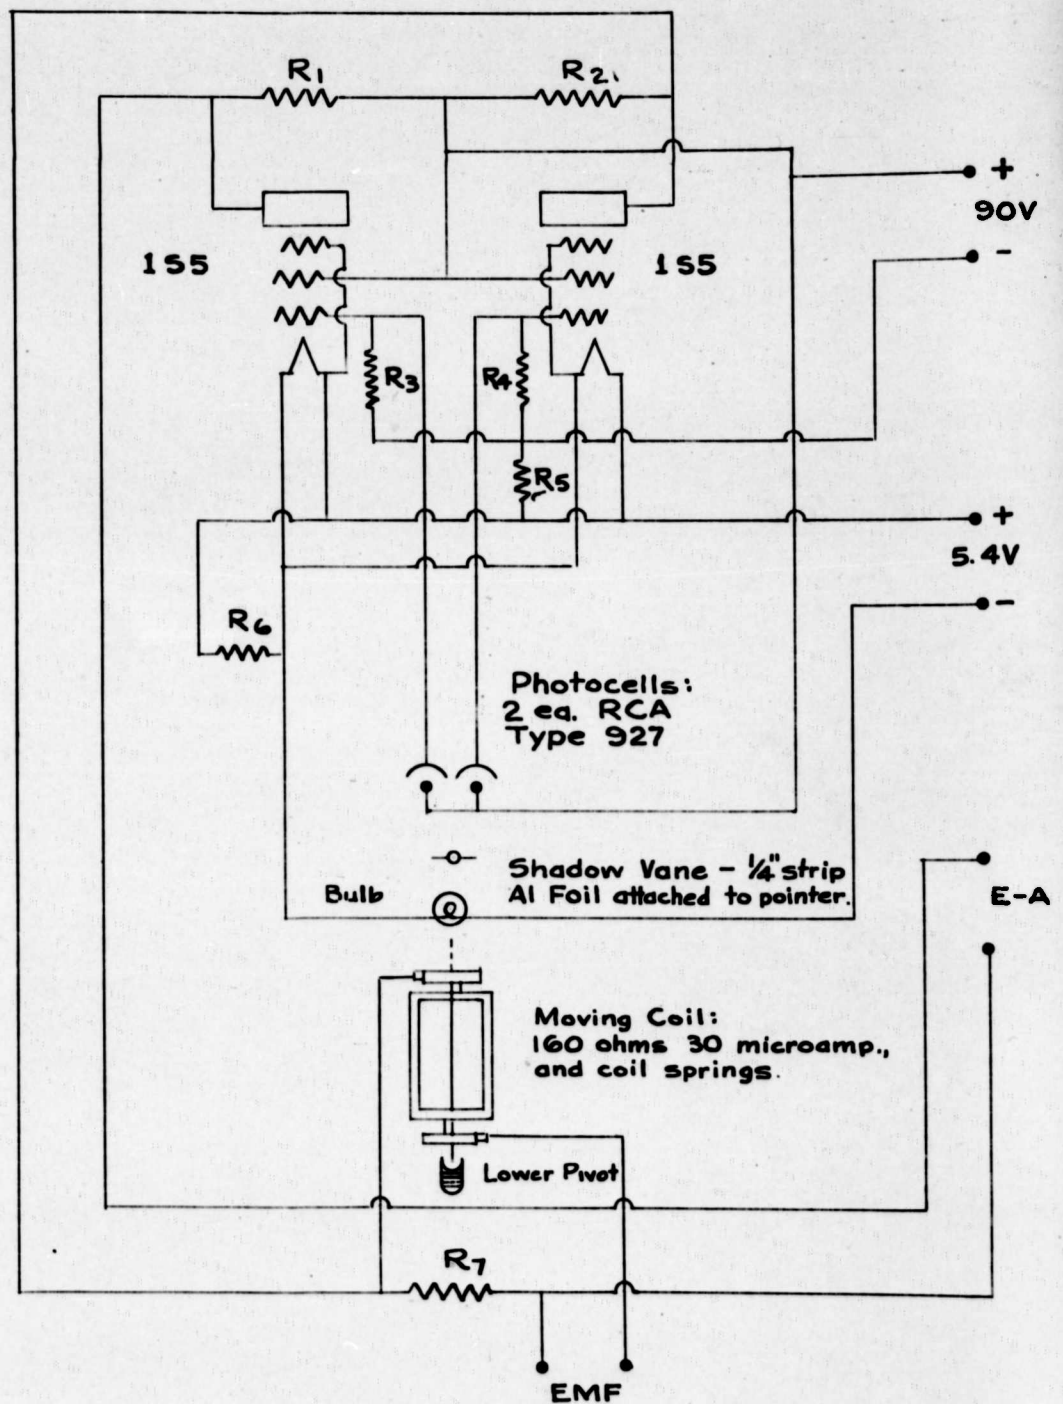 R1
R2
+
90V
-
1S5
1S5
R3
R4
R5
+
5.4V
-
R6
Photocells:
2 ea. RCA
Type 927
Shadow Vane - 1/4" strip
Al Foil attached to pointer.
Bulb
E-A
Moving Coil:
160 ohms 30 microamp.,
and coil springs.
Lower Pivot
R7
EMF